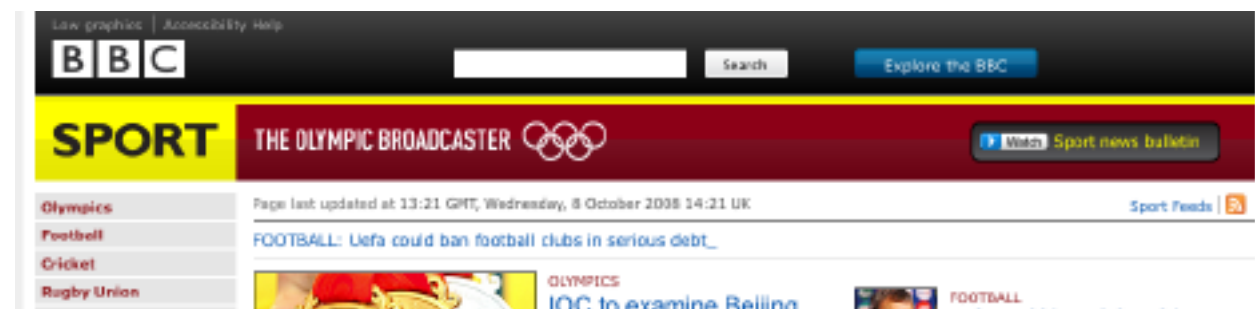 Low graphics | Accessibility Help
BBC
Search
Explore the BBC
SPORT
THE OLYMPIC BROADCASTER
Watch Sport news bulletin
Page last updated at 13:21 GMT, Wednesday, 8 October 2008 14:21 UK
Sport Feeds
Olympics
Football
Cricket
Rugby Union
FOOTBALL: Uefa could ban football clubs in serious debt_
OLYMPICS
IOC to examine Beijing
FOOTBALL